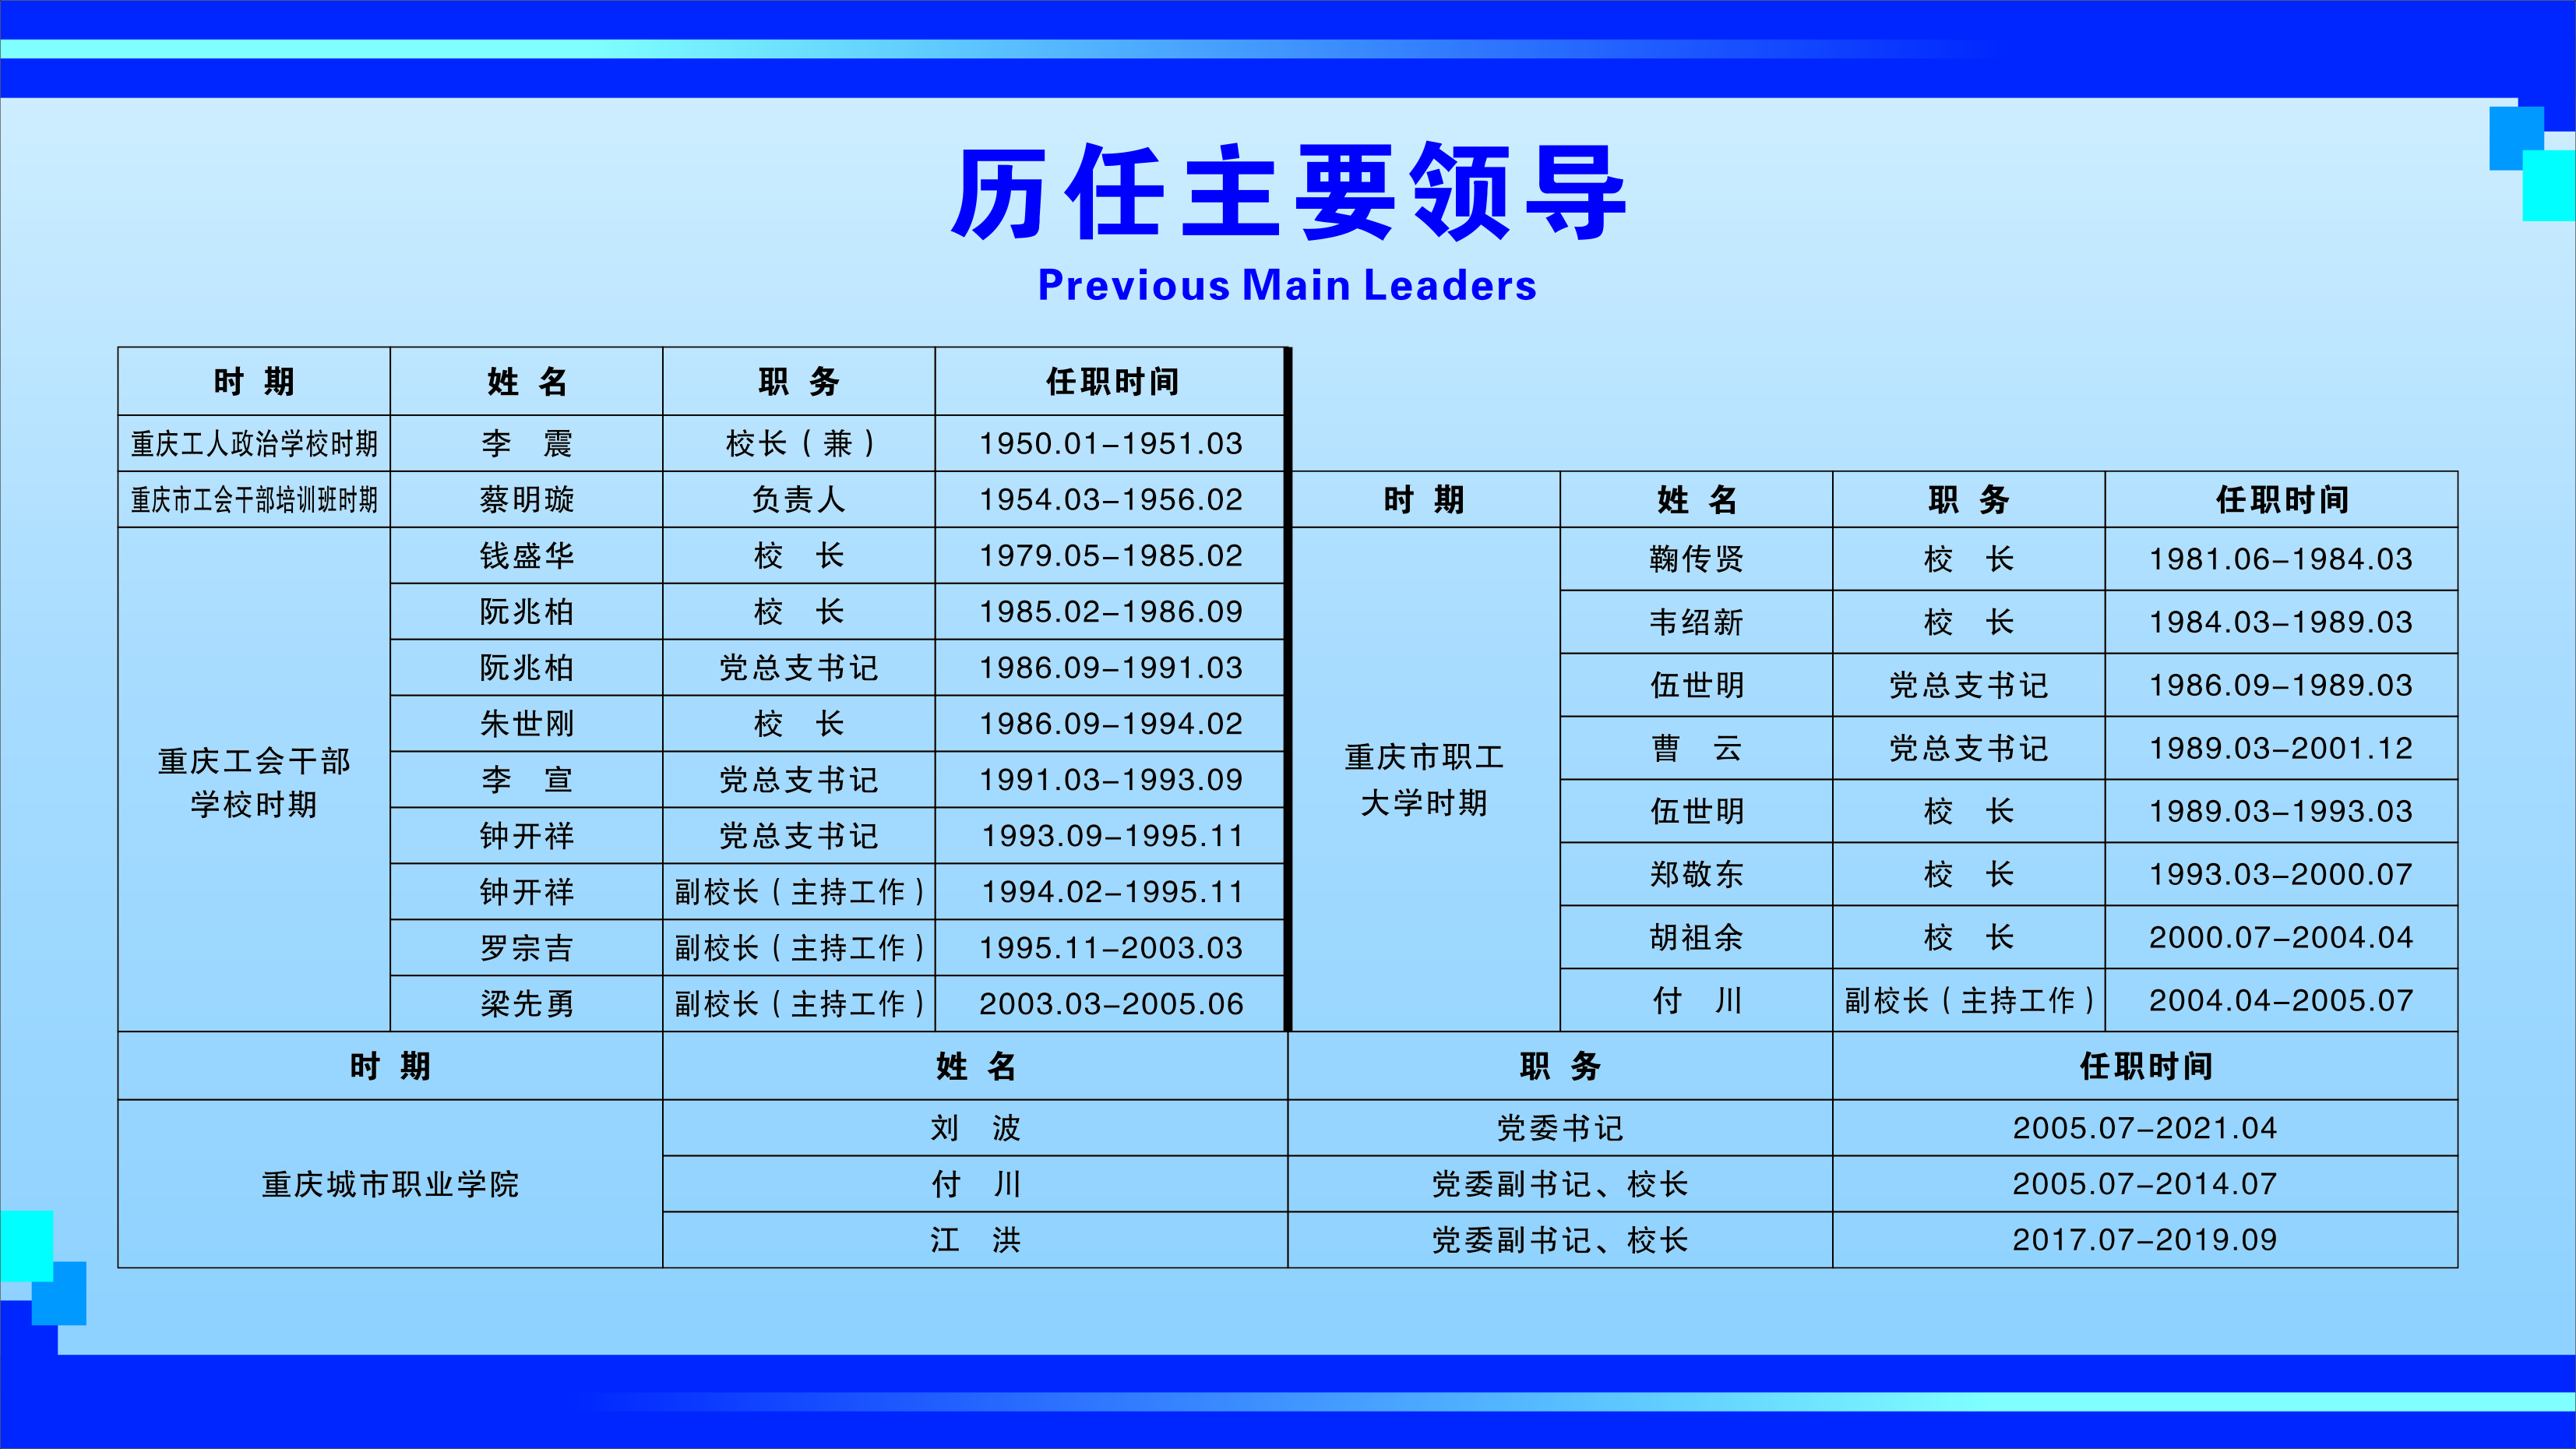 历任主要领导
Previous Main Leaders
时 期 姓 名 职 务 任职时间
重庆工人政治学校时期 李 震 校长（兼） 1950.01-1951.03
重庆市工会干部培训班时期 蔡明璇 负责人 1954.03-1956.02
重庆工会干部
学校时期
钱盛华 校 长 1979.05-1985.02
阮兆柏 校 长 1985.02-1986.09
阮兆柏 党总支书记 1986.09-1991.03
朱世刚 校 长 1986.09-1994.02
李 宣 党总支书记 1991.03-1993.09
钟开祥 党总支书记 1993.09-1995.11
钟开祥 副校长（主持工作） 1994.02-1995.11
罗宗吉 副校长（主持工作） 1995.11-2003.03
梁先勇 副校长（主持工作） 2003.03-2005.06
时 期 姓 名 职 务 任职时间
重庆市职工
大学时期
鞠传贤 校 长 1981.06-1984.03
韦绍新 校 长 1984.03-1989.03
伍世明 党总支书记 1986.09-1989.03
曹 云 党总支书记 1989.03-2001.12
伍世明 校 长 1989.03-1993.03
郑敬东 校 长 1993.03-2000.07
胡祖余 校 长 2000.07-2004.04
付 川 副校长（主持工作） 2004.04-2005.07
时 期 姓 名 职 务 任职时间
重庆城市职业学院
刘 波 党委书记 2005.07-2021.04
付 川 党委副书记、校长 2005.07-2014.07
江 洪 党委副书记、校长 2017.07-2019.09